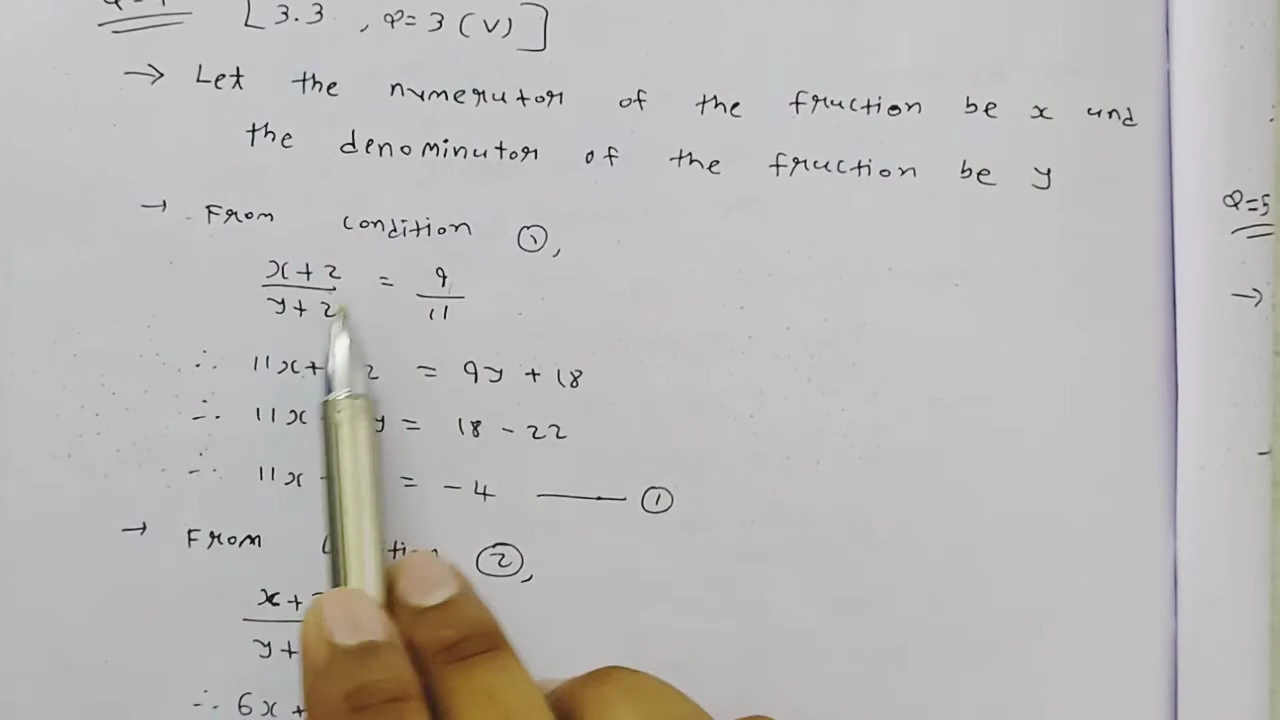 [3.3, Q=3 (V)]
→ Let the numerator of the fraction be x and
the denominator of the fraction be y
→ From condition ①,
x+2 / y+2 = 9 / 11
∴ 11x+ 2 = 9y + 18
∴ 11x y = 18 - 22
∴ 11x = -4 —— ①
→ From ②,
x+
y+
∴ 6x +
Q=5
→